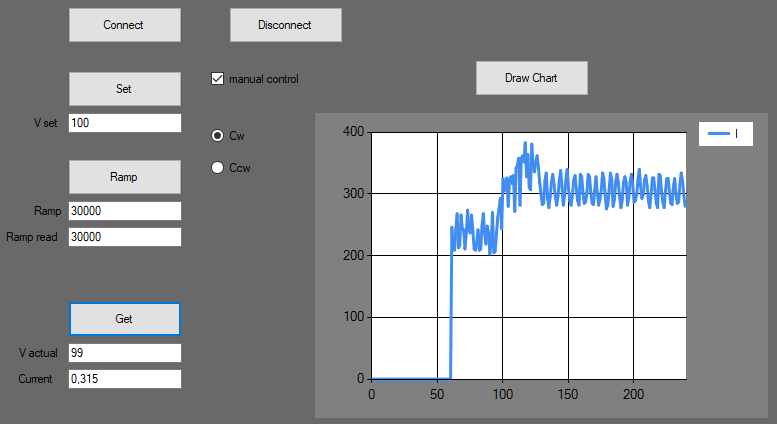 Connect
Disconnect
Set
manual control
Draw Chart
V set 100
Cw
Ccw
Ramp
Ramp 30000
Ramp read 30000
Get
V actual 99
Current 0,315
400
300
200
100
0
0 50 100 150 200
I